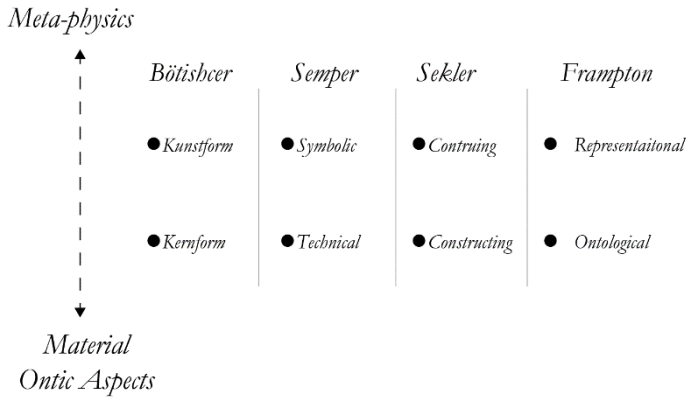 Meta-physics
Bötishcer Semper Sekler Frampton
Kunstform Symbolic Contruing Representaitonal
Kernform Technical Constructing Ontological
Material
Ontic Aspects